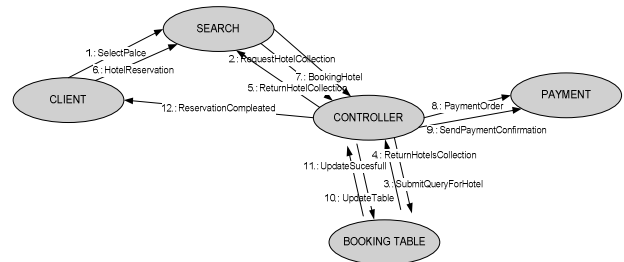 SEARCH
1.: SelectPalce
2.: RequestHotelCollection
6.: HotelReservation
7.: BookingHotel
5.: ReturnHotelCollection
CLIENT
PAYMENT
12.: ReservationCompleated
8.: PaymentOrder
CONTROLLER
9.: SendPaymentConfirmation
4.: ReturnHotelsCollection
11.: UpdateSucesfull
3.: SubmitQueryForHotel
10.: UpdateTable
BOOKING TABLE